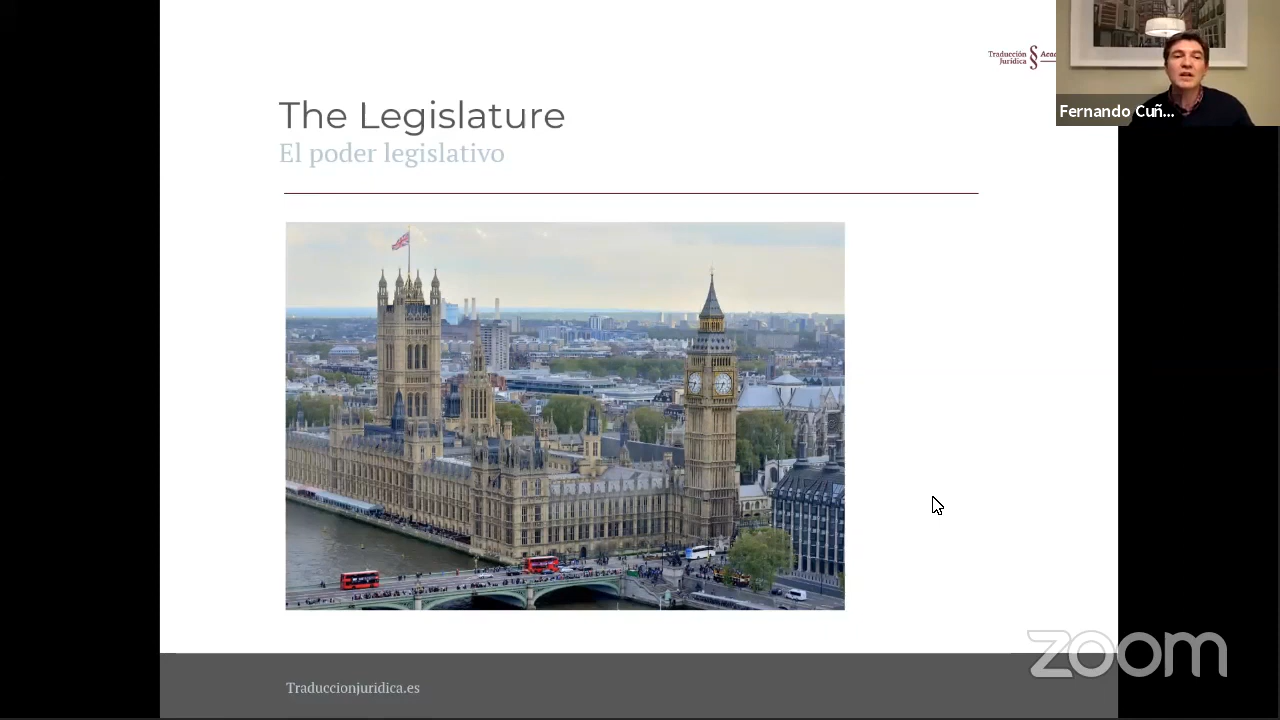 Traducción
Jurídica
§
The Legislature
El poder legislativo
Fernando Cuñ...
zoom
Traduccionjuridica.es